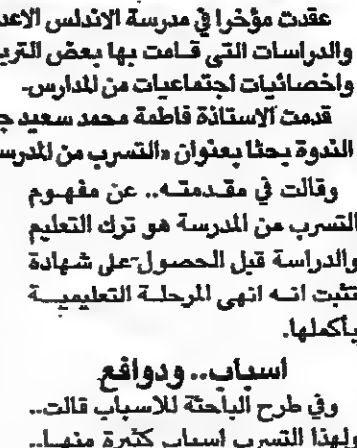 عقدت مؤخرا في مدرسة الاندلس الاعد
والدراسات التي قامت بها بعض التربو
واخصائيات اجتماعيات من المدارس.
قدمت الاستاذة فاطمة محمد سعيد جـ
الندوة بحثا بعنوان «التسرب من المدرسـ
وقالت في مقدمته.. عن مفهوم
التسرب من المدرسة هو ترك التعليم
والدراسة قبل الحصول على شهادة
تثبت انه انهى المرحلة التعليمية
بأكملها.
اسباب.. ودوافع
وفي طرح الباحثة للاسباب قالت..
ولهذا التسرب اسباب كثيرة منها..